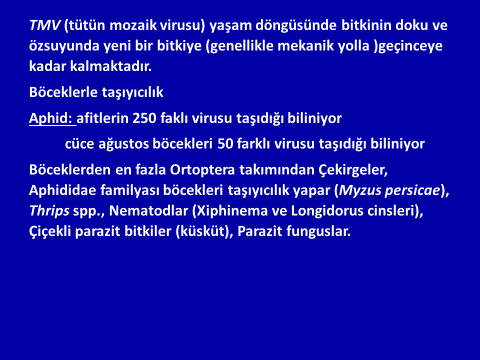 TMV (tütün mozaik virusu) yaşam döngüsünde bitkinin doku ve
özsuyunda yeni bir bitkiye (genellikle mekanik yolla )geçinceye
kadar kalmaktadır.
Böceklerle taşıyıcılık
Aphid: afitlerin 250 faklı virusu taşıdığı biliniyor
cüce ağustos böcekleri 50 farklı virusu taşıdığı biliniyor
Böceklerden en fazla Ortoptera takımından Çekirgeler,
Aphididae familyası böcekleri taşıyıcılık yapar (Myzus persicae),
Thrips spp., Nematodlar (Xiphinema ve Longidorus cinsleri),
Çiçekli parazit bitkiler (küsküt), Parazit funguslar.